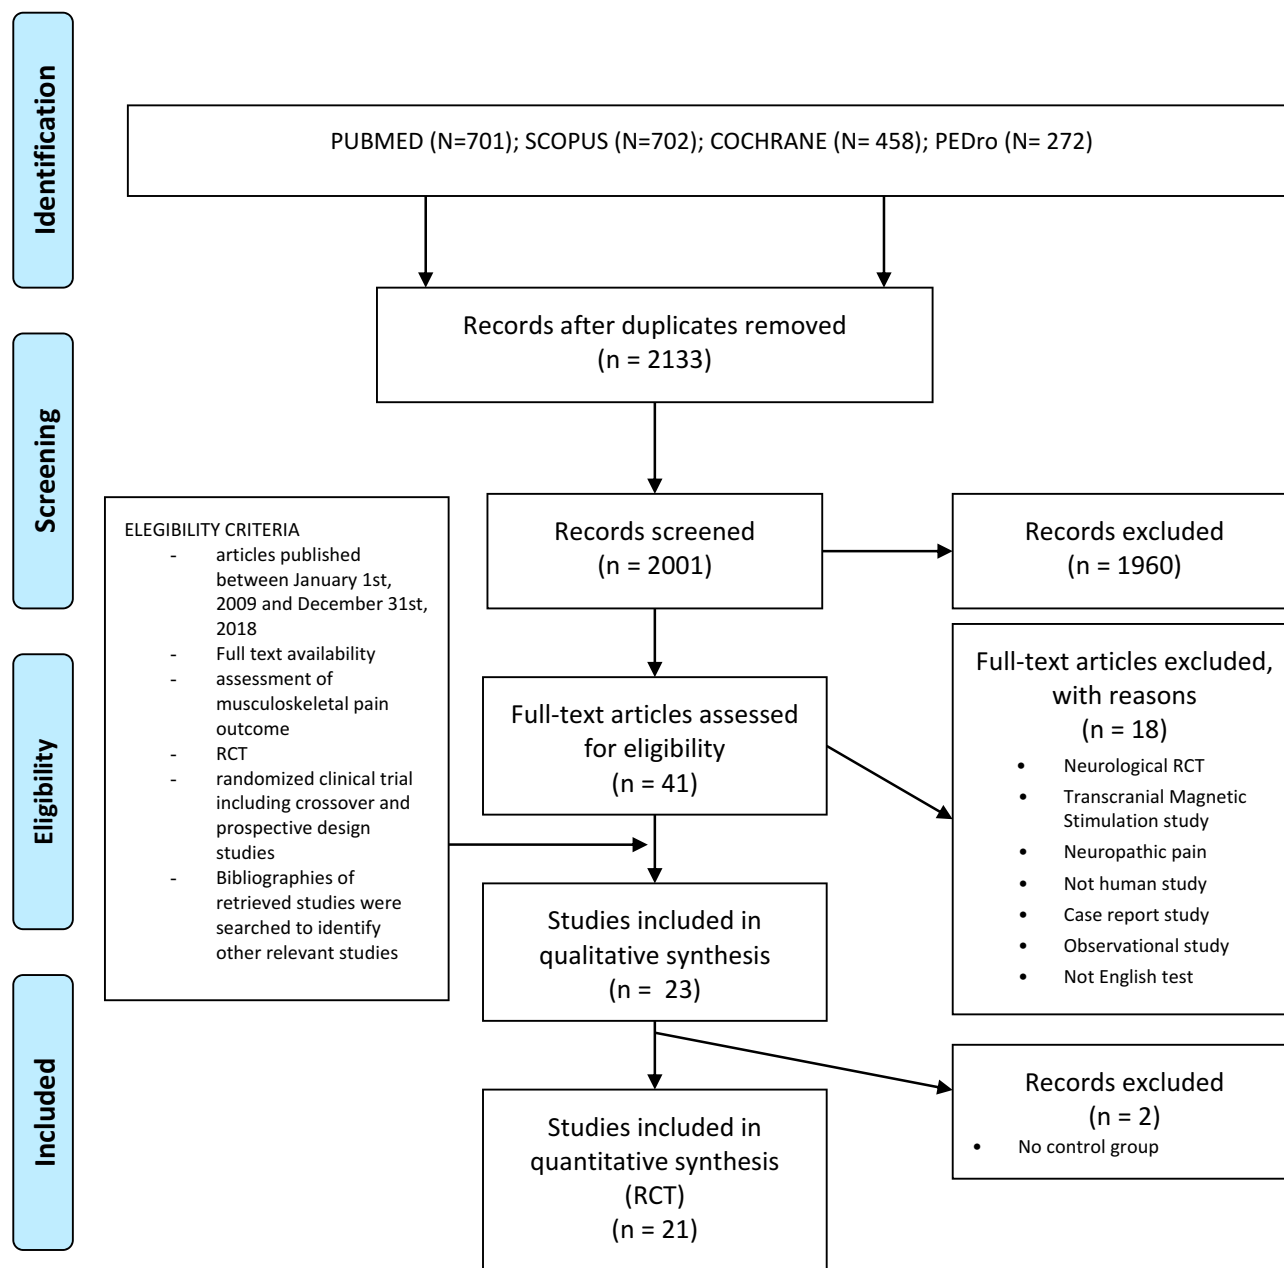 Identification
PUBMED (N=701); SCOPUS (N=702); COCHRANE (N= 458); PEDro (N= 272)
Records after duplicates removed
(n = 2133)
Screening
Records screened
(n = 2001)
Records excluded
(n = 1960)
ELEGIBILITY CRITERIA
- articles published
between January 1st,
2009 and December 31st,
2018
- Full text availability
- assessment of
musculoskeletal pain
outcome
- RCT
- randomized clinical trial
including crossover and
prospective design
studies
- Bibliographies of
retrieved studies were
searched to identify
other relevant studies
Eligibility
Full-text articles assessed
for eligibility
(n = 41)
Full-text articles excluded,
with reasons
(n = 18)
• Neurological RCT
• Transcranial Magnetic
Stimulation study
• Neuropathic pain
• Not human study
• Case report study
• Observational study
• Not English test
Studies included in
qualitative synthesis
(n = 23)
Included
Records excluded
(n = 2)
• No control group
Studies included in
quantitative synthesis
(RCT)
(n = 21)